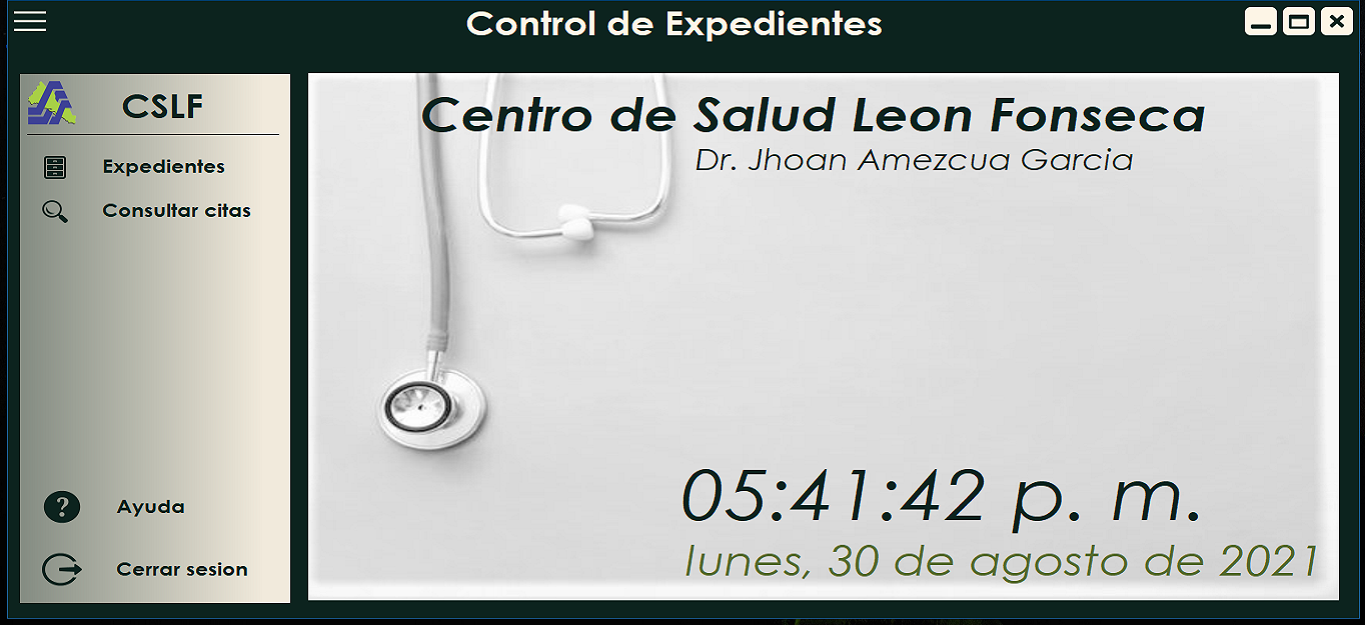 Control de Expedientes
CSLF
Expedientes
Consultar citas
Ayuda
Cerrar sesion
Centro de Salud Leon Fonseca
Dr. Jhoan Amezcua Garcia
05:41:42 p. m.
lunes, 30 de agosto de 2021